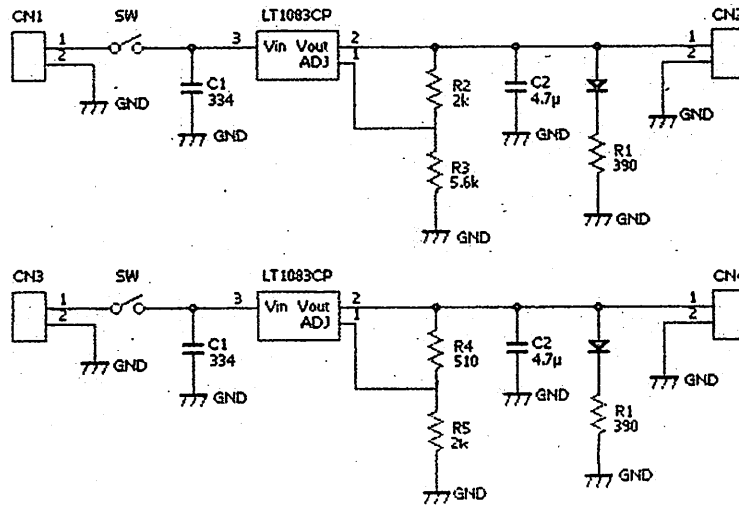 CN1
SW
LT1083CP
CN2
1
2
3
Vin Vout
ADJ
2
1
1
2
C1
334
R2
2k
C2
4.7μ
R1
390
R3
5.6k
GND
GND
GND
GND
GND
GND
GND
CN3
SW
LT1083CP
CN4
1
2
3
Vin Vout
ADJ
2
1
1
2
C1
334
R4
510
C2
4.7μ
R1
390
R5
2k
GND
GND
GND
GND
GND
GND